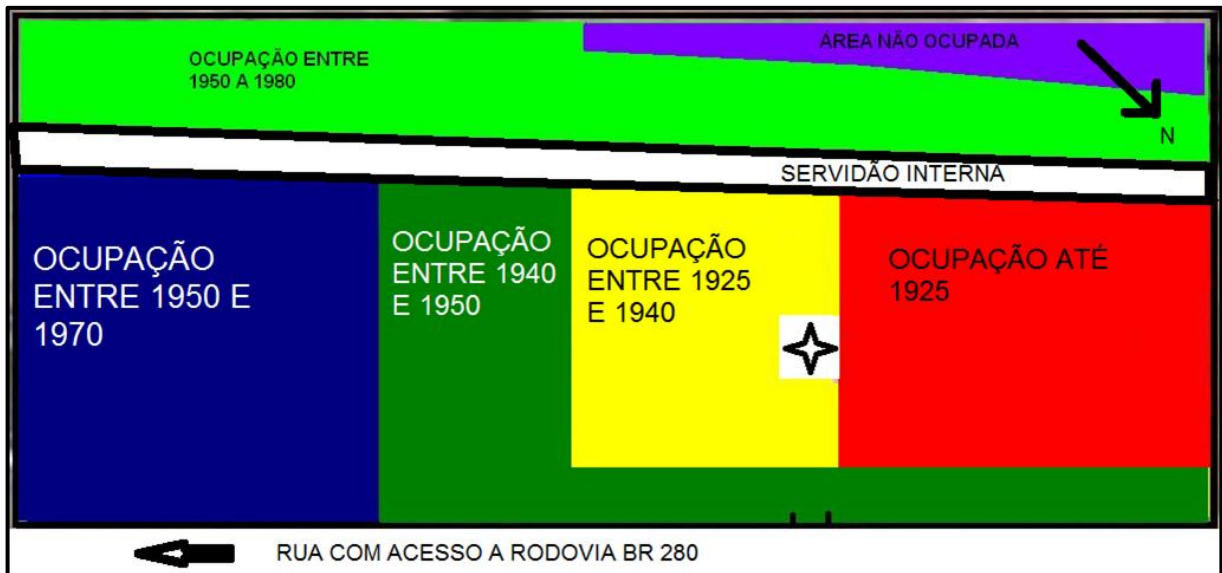 OCUPAÇÃO ENTRE
1950 A 1980
ÁREA NÃO OCUPADA
N
SERVIDÃO INTERNA
OCUPAÇÃO
ENTRE 1950 E
1970
OCUPAÇÃO
ENTRE 1940
E 1950
OCUPAÇÃO
ENTRE 1925
E 1940
OCUPAÇÃO ATÉ
1925
RUA COM ACESSO A RODOVIA BR 280